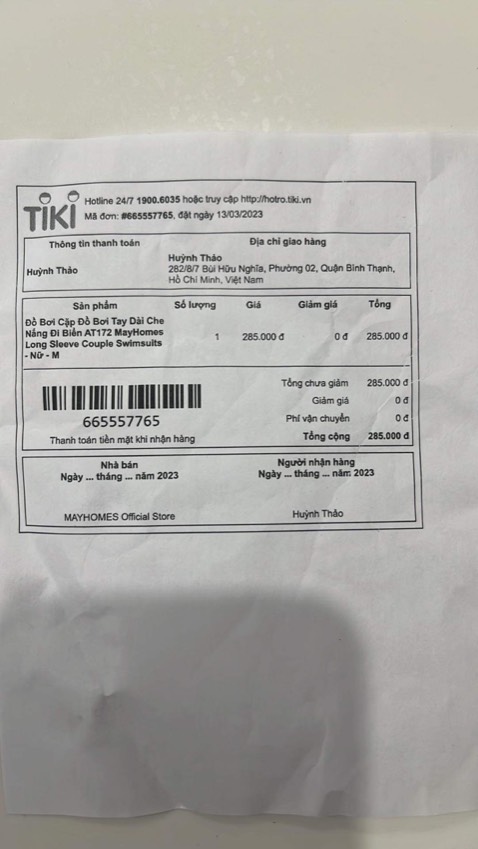 TIKI
Hotline 24/7 1900.6035 hoặc truy cập http://hotro.tiki.vn
Mã đơn: #665557765, đặt ngày 13/03/2023
Thông tin thanh toán Địa chỉ giao hàng
Huỳnh Thảo
Huỳnh Thảo
282/8/7 Bùi Hữu Nghĩa, Phường 02, Quận Bình Thạnh,
Hồ Chí Minh, Việt Nam
Sản phẩm Số lượng Giá Giảm giá Tổng
Đồ Bơi Cặp Đồ Bơi Tay Dài Che
Nắng Đi Biển AT172 MayHomes
Long Sleeve Couple Swimsuits
- Nữ - M
1 285.000 đ 0 đ 285.000 đ
Tổng chưa giảm 285.000 đ
Giảm giá 0 đ
Phí vận chuyển 0 đ
Tổng cộng 285.000 đ
665557765
Thanh toán tiền mặt khi nhận hàng
Nhà bán Người nhận hàng
Ngày ... tháng ... năm 2023 Ngày ... tháng ... năm 2023
MAYHOMES Official Store Huỳnh Thảo